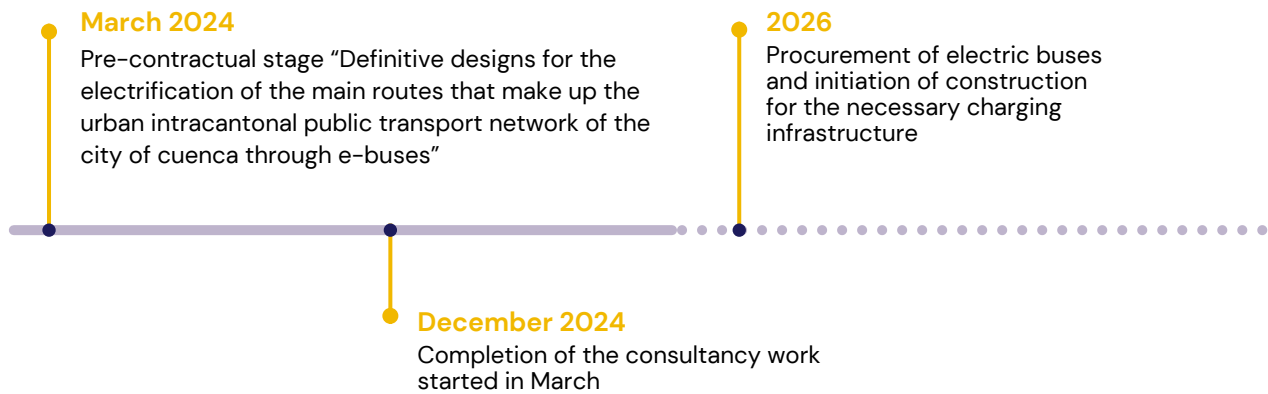 March 2024
Pre-contractual stage “Definitive designs for the
electrification of the main routes that make up the
urban intracantonal public transport network of the
city of cuenca through e-buses”
2026
Procurement of electric buses
and initiation of construction
for the necessary charging
infrastructure
December 2024
Completion of the consultancy work
started in March